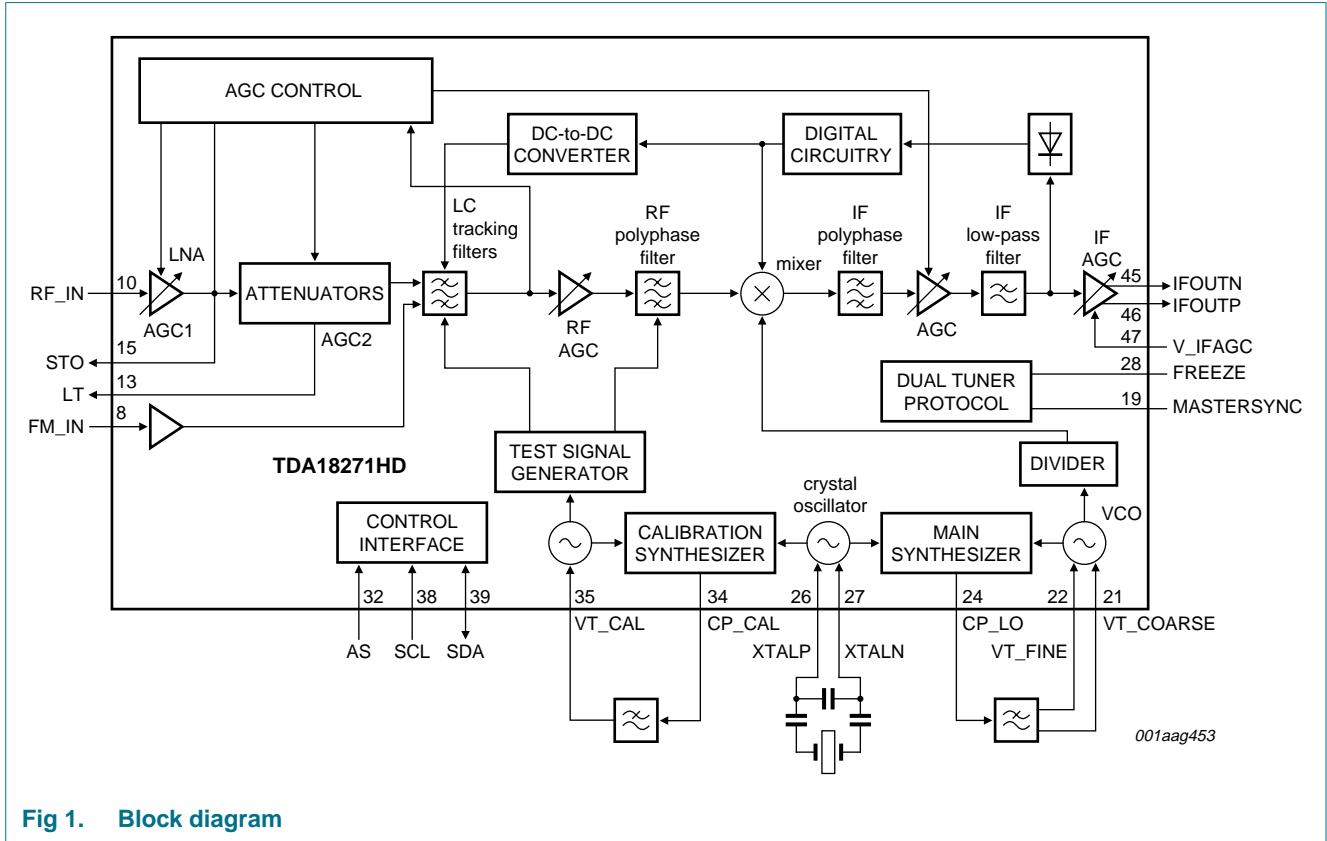 AGC CONTROL
DC-to-DC
CONVERTER
DIGITAL
CIRCUITRY
LNA
LC
tracking
filters
RF
polyphase
filter
mixer
IF
polyphase
filter
IF
low-pass
filter
IF
AGC
RF_IN
10
AGC1
ATTENUATORS
AGC2
RF
AGC
AGC
45
IFOUTN
IFOUTP
46
47
V_IFAGC
STO
15
LT
13
FM_IN
8
DUAL TUNER
PROTOCOL
28
FREEZE
19
MASTERSYNC
TDA18271HD
TEST SIGNAL
GENERATOR
DIVIDER
crystal
oscillator
VCO
CONTROL
INTERFACE
CALIBRATION
SYNTHESIZER
MAIN
SYNTHESIZER
32
38
39
35
34
26
27
24
22
21
AS
SCL
SDA
VT_CAL
CP_CAL
XTALP
XTALN
CP_LO
VT_FINE
VT_COARSE
001aag453
Fig 1. Block diagram